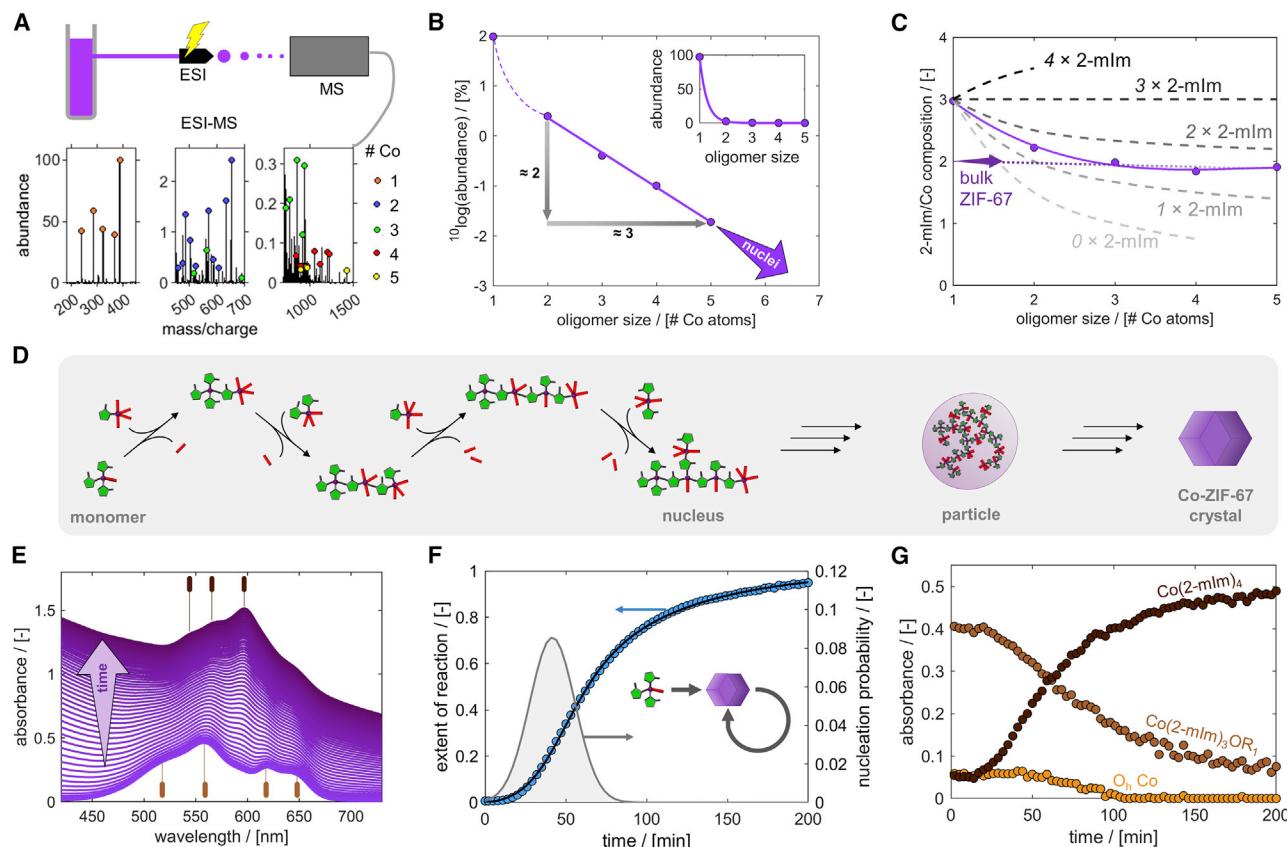 A
ESI
MS
ESI-MS
abundance
100
50
0
200
300
400
2
1
0
500
600
700
0.3
0.2
0.1
0
1000
1500
mass/charge
# Co
1
2
3
4
5
B
¹⁰log(abundance) / [%]
2
1
0
-1
-2
-3
1
2
3
4
5
6
7
oligomer size / [# Co atoms]
≈ 2
≈ 3
nuclei
abundance
100
50
0
1 2 3 4 5
oligomer size
C
2-mIm/Co composition / [-]
4
3
2
1
0
1
2
3
4
5
oligomer size / [# Co atoms]
4 × 2-mIm
3 × 2-mIm
2 × 2-mIm
1 × 2-mIm
0 × 2-mIm
bulk
ZIF-67
D
monomer
nucleus
particle
Co-ZIF-67
crystal
E
absorbance / [-]
1.5
1
0.5
0
450
500
550
600
650
700
wavelength / [nm]
time
F
extent of reaction / [-]
1
0.8
0.6
0.4
0.2
0
0
50
100
150
200
time / [min]
0.12
0.1
0.08
0.06
0.04
0.02
0
nucleation probability / [-]
G
absorbance / [-]
0.5
0.4
0.3
0.2
0.1
0
0
50
100
150
200
time / [min]
Co(2-mIm)₄
Co(2-mIm)₃OR₁
Oₕ Co